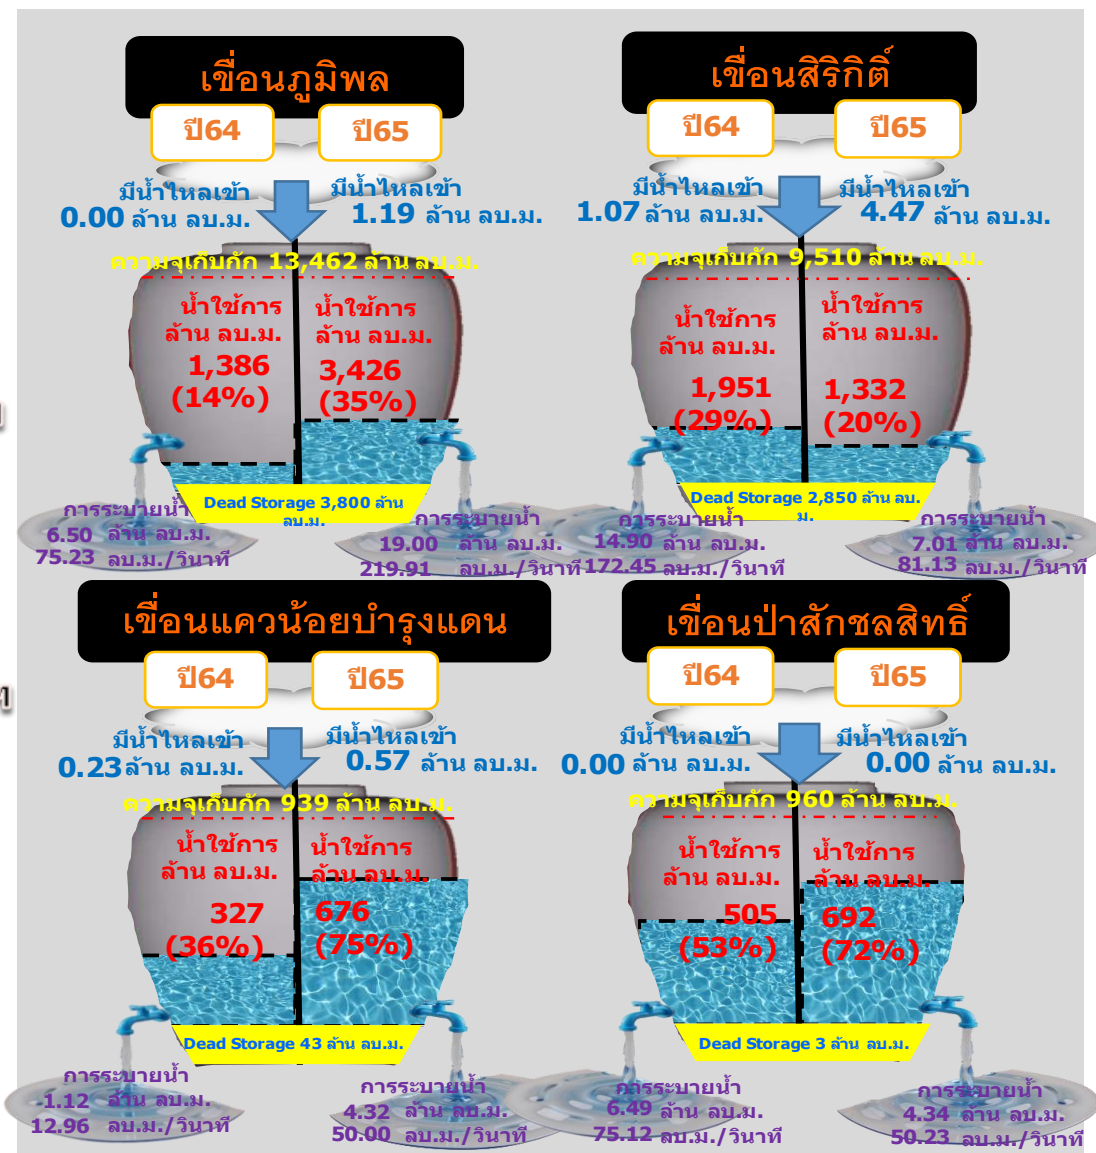 เขื่อนภูมิพล
ปี64
ปี65
มีน้ำไหลเข้า
0.00 ล้าน ลบ.ม.
มีน้ำไหลเข้า
1.19 ล้าน ลบ.ม.
ความจุเก็บกัก 13,462 ล้าน ลบ.ม.
น้ำใช้การ
ล้าน ลบ.ม.
1,386
(14%)
น้ำใช้การ
ล้าน ลบ.ม.
3,426
(35%)
Dead Storage 3,800 ล้าน
ลบ.ม.
การระบายน้ำ
6.50 ล้าน ลบ.ม.
75.23 ลบ.ม./วินาที
การระบายน้ำ
19.00 ล้าน ลบ.ม.
219.91 ลบ.ม./วินาที
เขื่อนสิริกิติ์
ปี64
ปี65
มีน้ำไหลเข้า
1.07 ล้าน ลบ.ม.
มีน้ำไหลเข้า
4.47 ล้าน ลบ.ม.
ความจุเก็บกัก 9,510 ล้าน ลบ.ม.
น้ำใช้การ
ล้าน ลบ.ม.
1,951
(29%)
น้ำใช้การ
ล้าน ลบ.ม.
1,332
(20%)
Dead Storage 2,850 ล้าน ลบ.
ม.
การระบายน้ำ
14.90 ล้าน ลบ.ม.
172.45 ลบ.ม./วินาที
การระบายน้ำ
7.01 ล้าน ลบ.ม.
81.13 ลบ.ม./วินาที
เขื่อนแควน้อยบำรุงแดน
ปี64
ปี65
มีน้ำไหลเข้า
0.23 ล้าน ลบ.ม.
มีน้ำไหลเข้า
0.57 ล้าน ลบ.ม.
ความจุเก็บกัก 939 ล้าน ลบ.ม.
น้ำใช้การ
ล้าน ลบ.ม.
327
(36%)
น้ำใช้การ
ล้าน ลบ.ม.
676
(75%)
Dead Storage 43 ล้าน ลบ.ม.
การระบายน้ำ
1.12 ล้าน ลบ.ม.
12.96 ลบ.ม./วินาที
การระบายน้ำ
4.32 ล้าน ลบ.ม.
50.00 ลบ.ม./วินาที
เขื่อนป่าสักชลสิทธิ์
ปี64
ปี65
มีน้ำไหลเข้า
0.00 ล้าน ลบ.ม.
มีน้ำไหลเข้า
0.00 ล้าน ลบ.ม.
ความจุเก็บกัก 960 ล้าน ลบ.ม.
น้ำใช้การ
ล้าน ลบ.ม.
505
(53%)
น้ำใช้การ
ล้าน ลบ.ม.
692
(72%)
Dead Storage 3 ล้าน ลบ.ม.
การระบายน้ำ
6.49 ล้าน ลบ.ม.
75.12 ลบ.ม./วินาที
การระบายน้ำ
4.34 ล้าน ลบ.ม.
50.23 ลบ.ม./วินาที